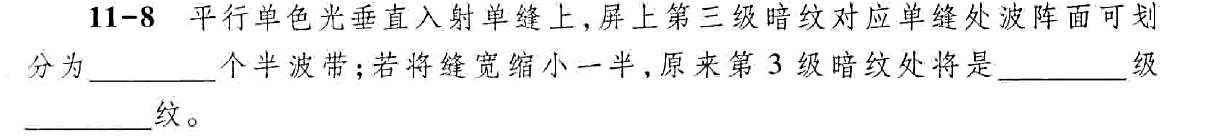 11-8 平行单色光垂直入射单缝上,屏上第三级暗纹对应单缝处波阵面可划
分为________个半波带;若将缝宽缩小一半,原来第 3 级暗纹处将是________级
________纹。